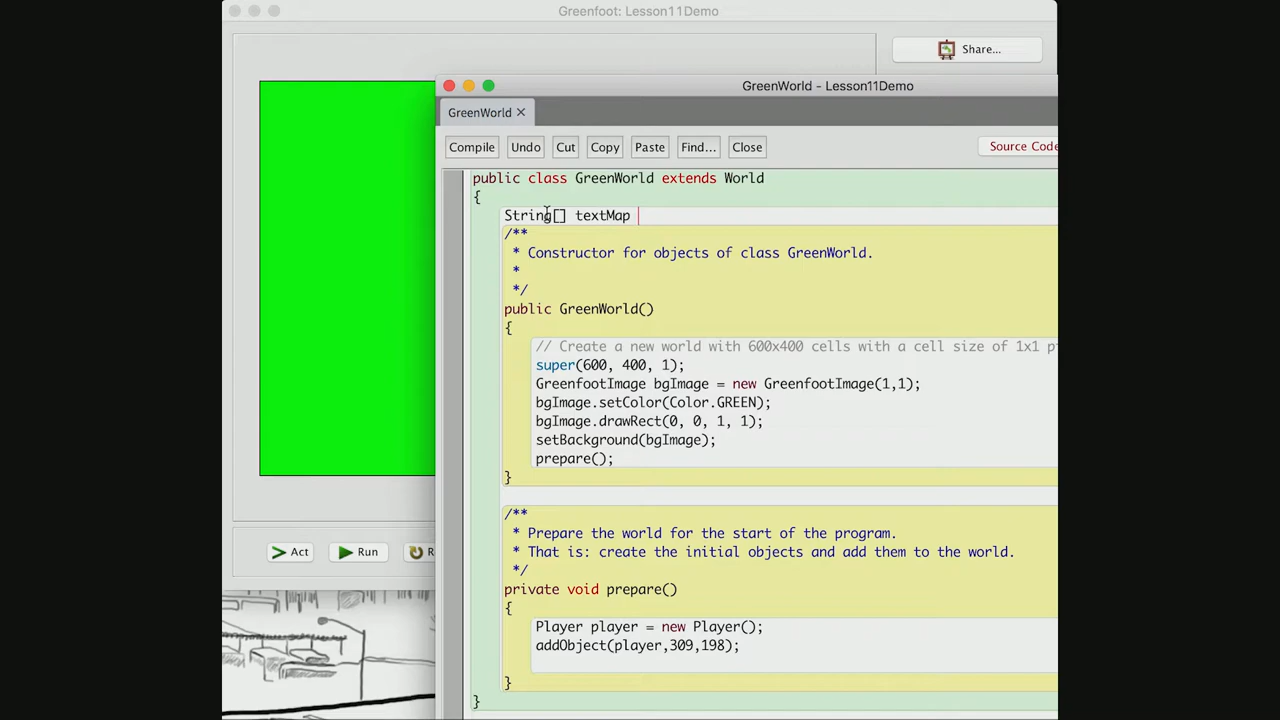 Greenfoot: Lesson11Demo
Share...
GreenWorld - Lesson11Demo
GreenWorld ×
Compile Undo Cut Copy Paste Find... Close Source Code
public class GreenWorld extends World
{
String[] textMap
/**
* Constructor for objects of class GreenWorld.
*
*/
public GreenWorld()
{
// Create a new world with 600x400 cells with a cell size of 1x1
super(600, 400, 1);
GreenfootImage bgImage = new GreenfootImage(1,1);
bgImage.setColor(Color.GREEN);
bgImage.drawRect(0, 0, 1, 1);
setBackground(bgImage);
prepare();
}
/**
* Prepare the world for the start of the program.
* That is: create the initial objects and add them to the world.
*/
private void prepare()
{
Player player = new Player();
addObject(player,309,198);
}
}
Act Run